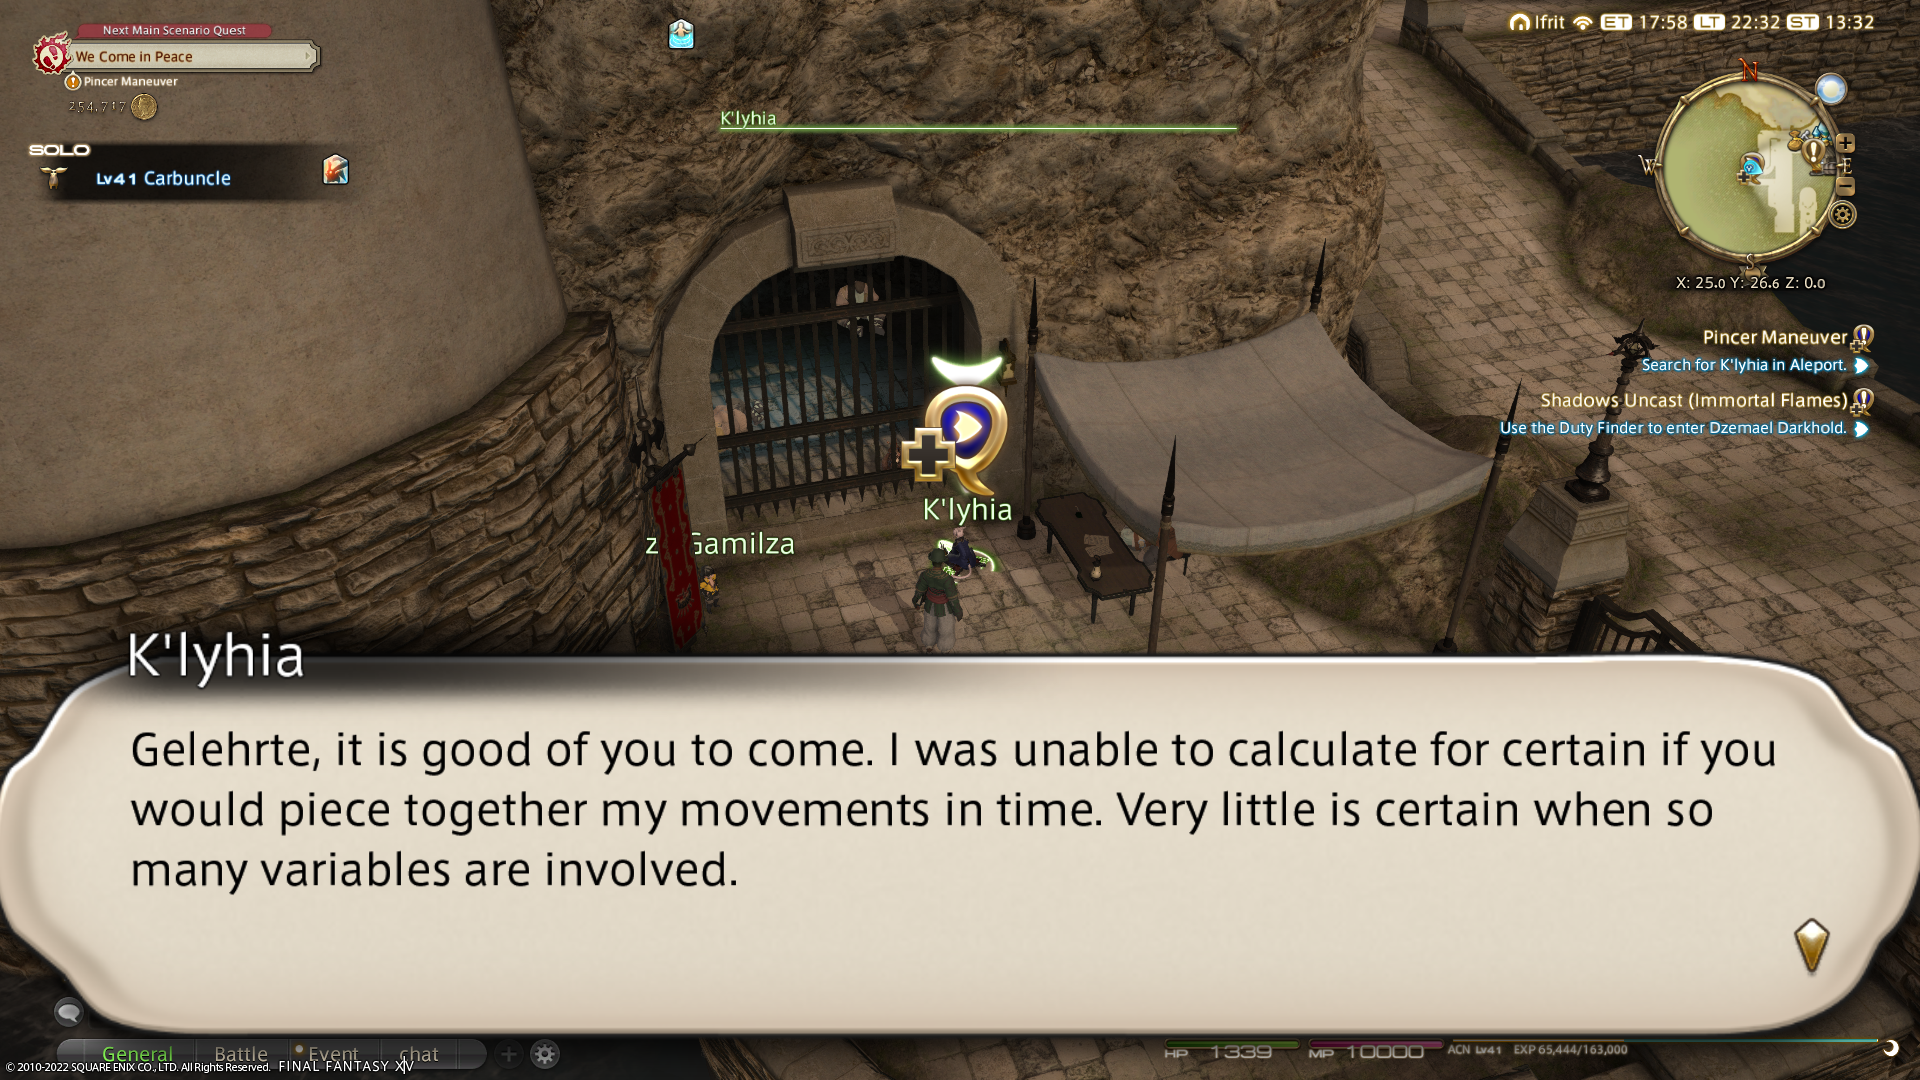 Next Main Scenario Quest
We Come in Peace
Pincer Maneuver
254,717
SOLO
Lv41 Carbuncle
K'lyhia
Ifrit ET 17:58 LT 22:32 ST 13:32
N
W
E
S
X: 25.0 Y: 26.6 Z: 0.0
Pincer Maneuver
Search for K'lyhia in Aleport.
Shadows Uncast (Immortal Flames)
Use the Duty Finder to enter Dzemael Darkhold.
K'lyhia
Gamilza
K'lyhia
Gelehrte, it is good of you to come. I was unable to calculate for certain if you
would piece together my movements in time. Very little is certain when so
many variables are involved.
General Battle Event chat
HP 1339 MP 10000 ACN Lv41 EXP 65,444/163,000
© 2010-2022 SQUARE ENIX CO., LTD. All Rights Reserved. FINAL FANTASY XIV